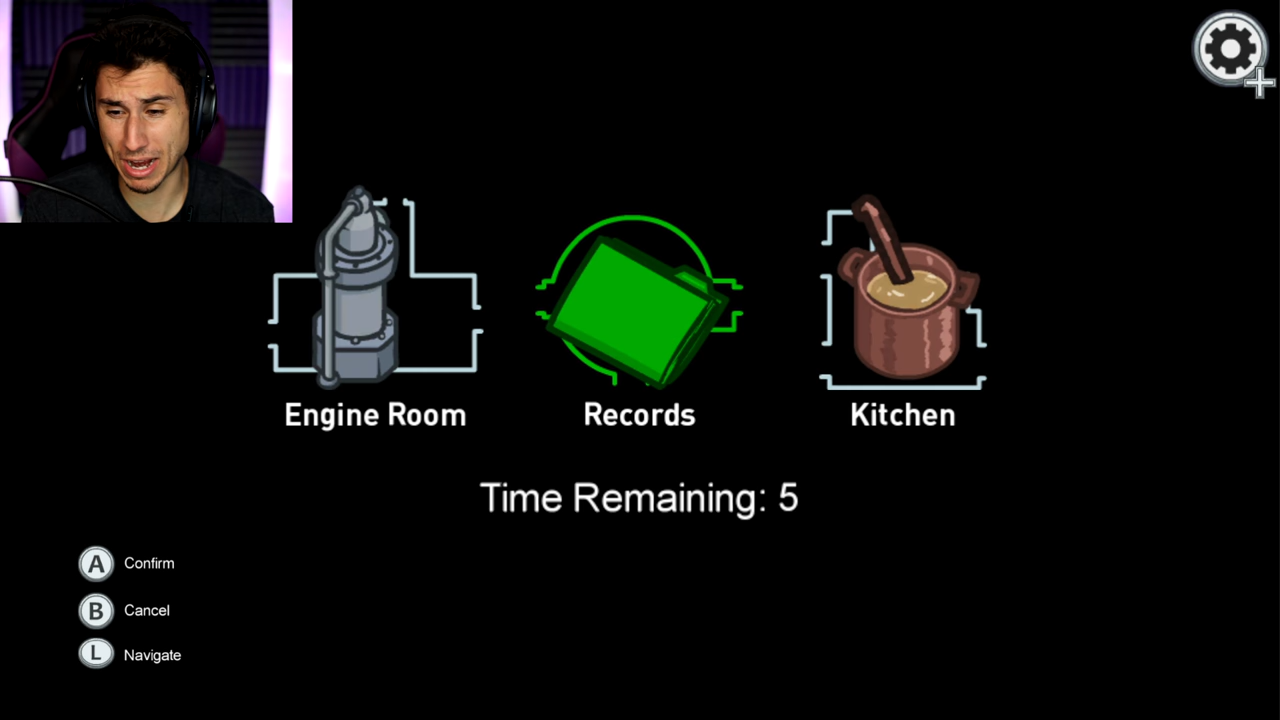 Engine Room
Records
Kitchen
Time Remaining: 5
A Confirm
B Cancel
L Navigate